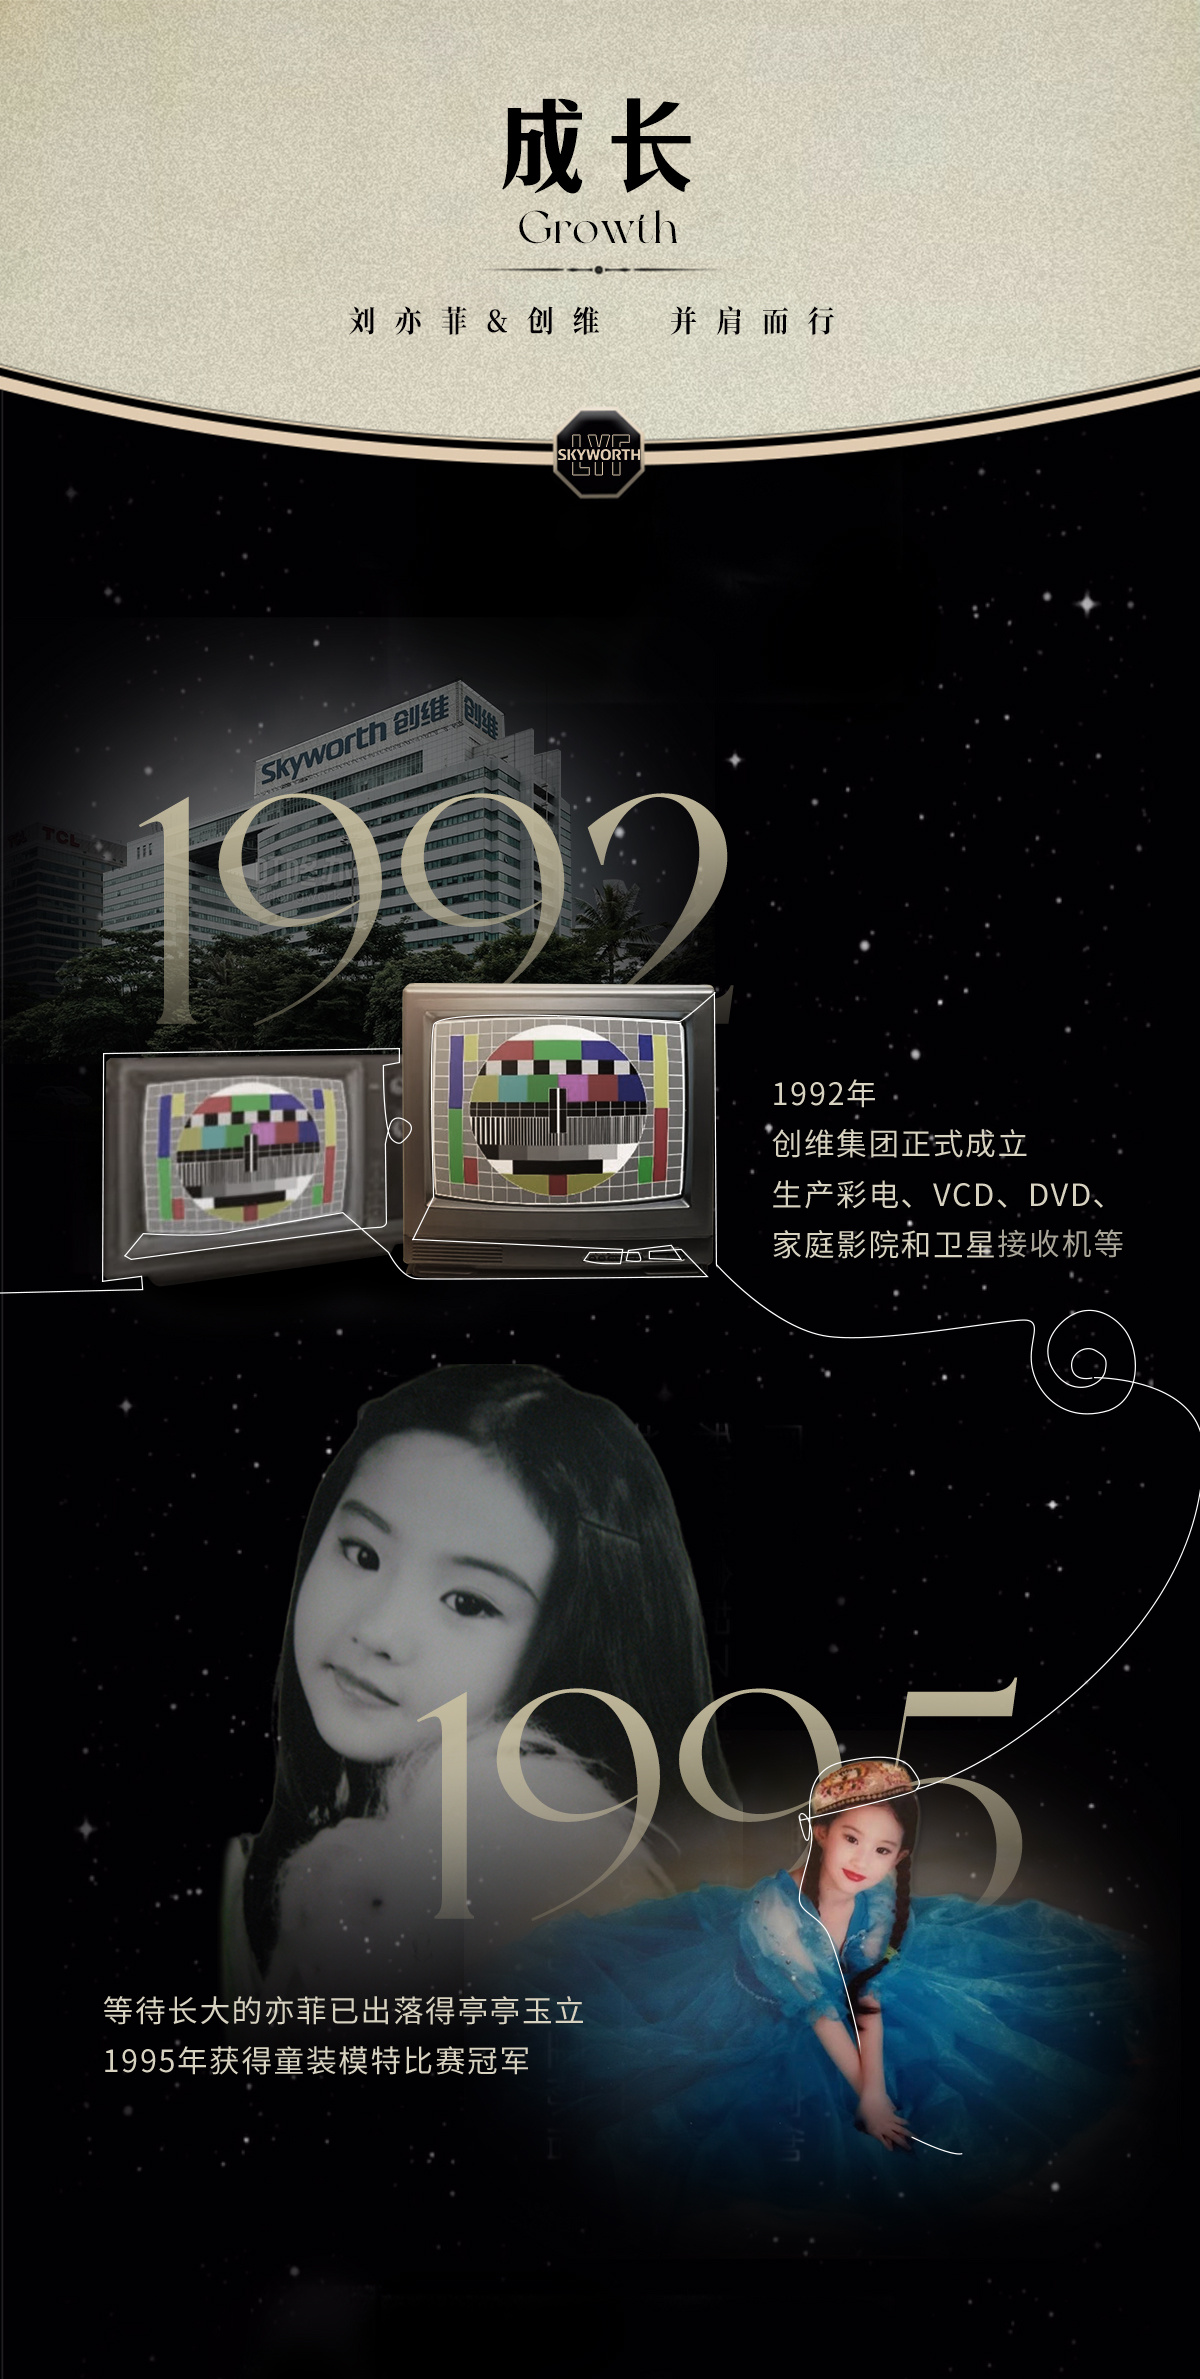 成长
Growth
刘亦菲&创维 并肩而行
LYF
SKYWORTH
Skyworth 创维
创维
TCL
1992
1992年
创维集团正式成立
生产彩电、VCD、DVD、
家庭影院和卫星接收机等
1995
等待长大的亦菲已出落得亭亭玉立
1995年获得童装模特比赛冠军